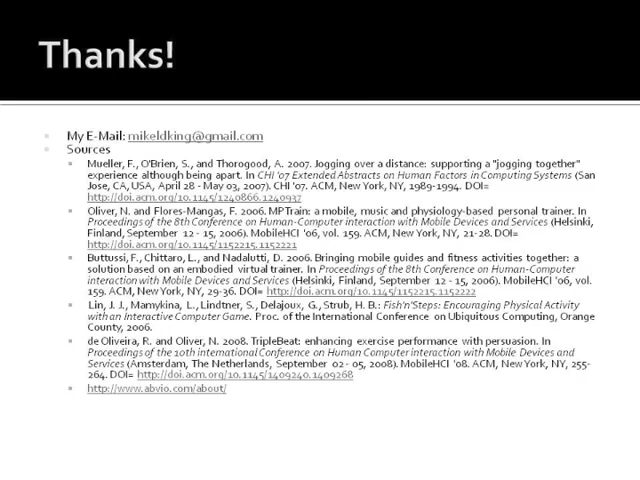 Thanks!
My E-Mail: mikeldking@gmail.com
Sources
Mueller, F., O'Brien, S., and Thorogood, A. 2007. Jogging over a distance: supporting a "jogging together"
experience although being apart. In CHI '07 Extended Abstracts on Human Factors in Computing Systems (San
Jose, CA, USA, April 28 - May 03, 2007). CHI '07. ACM, New York, NY, 1989-1994. DOI=
http://doi.acm.org/10.1145/1240866.1240937
Oliver, N. and Flores-Mangas, F. 2006. MPTrain: a mobile, music and physiology-based personal trainer. In
Proceedings of the 8th Conference on Human-Computer interaction with Mobile Devices and Services (Helsinki,
Finland, September 12 - 15, 2006). MobileHCI '06, vol. 159. ACM, New York, NY, 21-28. DOI=
http://doi.acm.org/10.1145/1152215.1152221
Buttussi, F., Chittaro, L., and Nadalutti, D. 2006. Bringing mobile guides and fitness activities together: a
solution based on an embodied virtual trainer. In Proceedings of the 8th Conference on Human-Computer
interaction with Mobile Devices and Services (Helsinki, Finland, September 12 - 15, 2006). MobileHCI '06, vol.
159. ACM, New York, NY, 29-36. DOI= http://doi.acm.org/10.1145/1152215.1152222
Lin, J. J., Mamykina, L., Lindtner, S., Delajoux, G., Strub, H. B.: Fish'n'Steps: Encouraging Physical Activity
with an Interactive Computer Game. Proc. of the International Conference on Ubiquitous Computing, Orange
County, 2006.
de Oliveira, R. and Oliver, N. 2008. TripleBeat: enhancing exercise performance with persuasion. In
Proceedings of the 10th international Conference on Human Computer interaction with Mobile Devices and
Services (Amsterdam, The Netherlands, September 02 - 05, 2008). MobileHCI '08. ACM, New York, NY, 255-
264. DOI= http://doi.acm.org/10.1145/1409240.1409268
http://www.abvio.com/about/